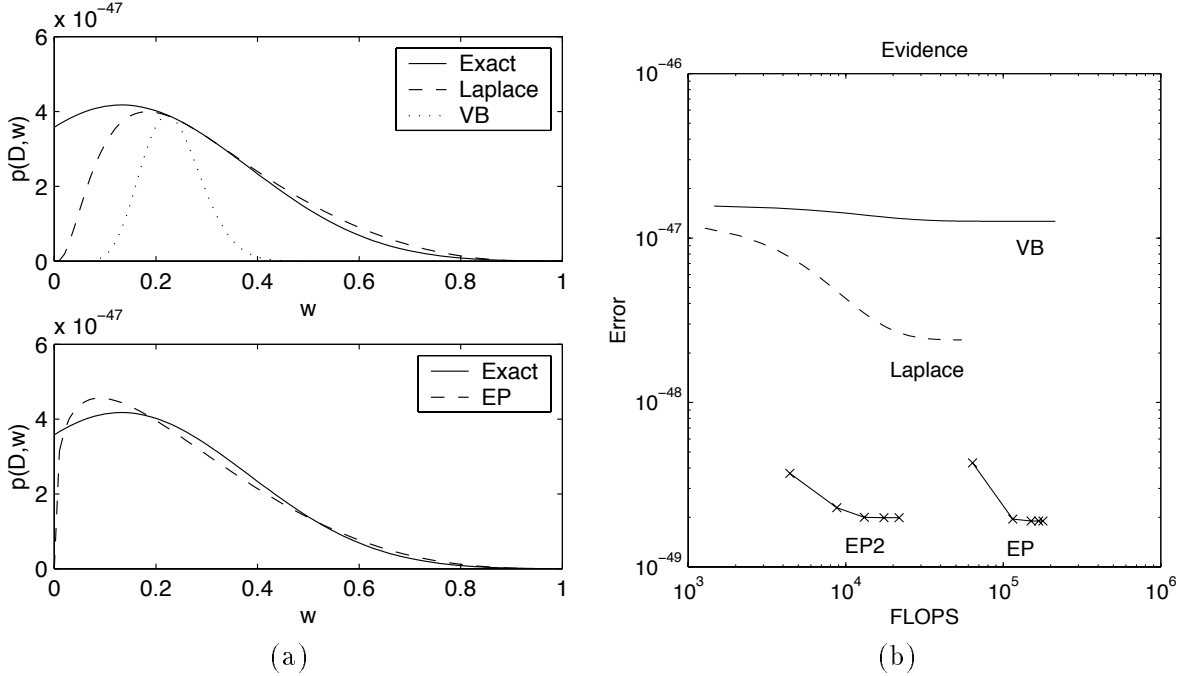 x 10^-47
6
4
2
0
p(D,w)
Exact
Laplace
VB
0 0.2 0.4 0.6 0.8 1
w
x 10^-47
6
4
2
0
p(D,w)
Exact
EP
0 0.2 0.4 0.6 0.8 1
w
(a)
Evidence
10^-46
10^-47
10^-48
10^-49
Error
VB
Laplace
EP2
EP
10^3 10^4 10^5 10^6
FLOPS
(b)